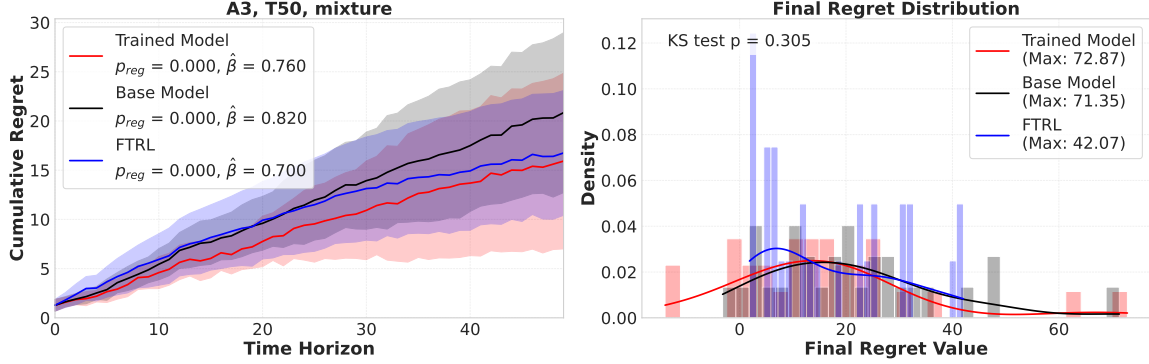 A3, T50, mixture
Cumulative Regret
30
25
20
15
10
5
0
Trained Model
p_reg = 0.000, β̂ = 0.760
Base Model
p_reg = 0.000, β̂ = 0.820
FTRL
p_reg = 0.000, β̂ = 0.700
0 10 20 30 40
Time Horizon
Final Regret Distribution
Density
0.12
0.10
0.08
0.06
0.04
0.02
0.00
KS test p = 0.305
Trained Model
(Max: 72.87)
Base Model
(Max: 71.35)
FTRL
(Max: 42.07)
0 20 40 60
Final Regret Value